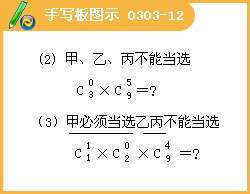 手写板图示 0303-12
(2) 甲、乙、丙不能当选
C₃⁰×C₉⁵=?
(3) 甲必须当选乙丙不能当选
C₁¹×C₂⁰×C₉⁴=?